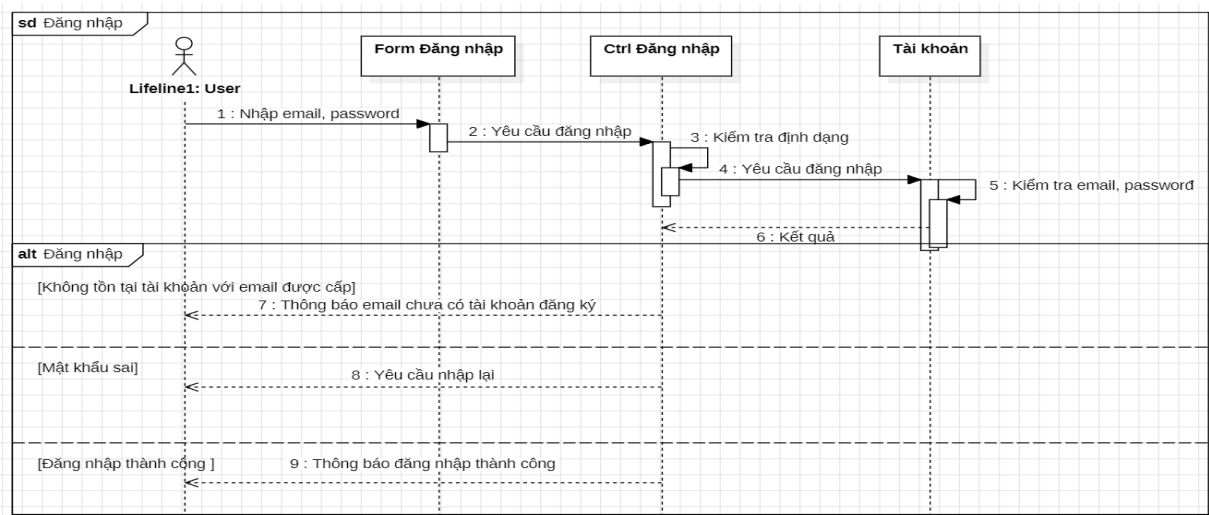 sd Đăng nhập
Form Đăng nhập
Ctrl Đăng nhập
Tài khoản
Lifeline1: User
1 : Nhập email, password
2 : Yêu cầu đăng nhập
3 : Kiểm tra định dạng
4 : Yêu cầu đăng nhập
5 : Kiểm tra email, passworđ
6 : Kết quả
alt Đăng nhập
[Không tồn tại tài khoản với email được cấp]
7 : Thông báo email chưa có tài khoản đăng ký
[Mật khẩu sai]
8 : Yêu cầu nhập lại
[Đăng nhập thành công ]
9 : Thông báo đăng nhập thành công